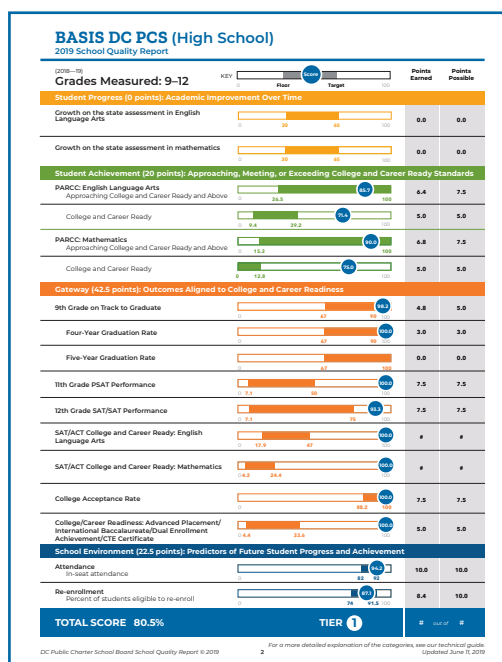 BASIS DC PCS (High School)
2019 School Quality Report
(2018—19)
Grades Measured: 9–12
KEY
Score
0 Floor Target 100
Points Earned
Points Possible
Student Progress (0 points): Academic Improvement Over Time
Growth on the state assessment in English
Language Arts
0 30 65 100
0.0 0.0
Growth on the state assessment in mathematics
0 30 65 100
0.0 0.0
Student Achievement (20 points): Approaching, Meeting, or Exceeding College and Career Ready Standards
PARCC: English Language Arts
Approaching College and Career Ready and Above
85.7
0 26.5 100
6.4 7.5
College and Career Ready
71.4
0 9.4 39.2 100
5.0 5.0
PARCC: Mathematics
Approaching College and Career Ready and Above
90.0
0 15.2 100
6.8 7.5
College and Career Ready
75.0
0 12.8 100
5.0 5.0
Gateway (42.5 points): Outcomes Aligned to College and Career Readiness
9th Grade on Track to Graduate
98.2
0 67 90 100
4.8 5.0
Four-Year Graduation Rate
100.0
0 67 90 100
3.0 3.0
Five-Year Graduation Rate
0 67 100
0.0 0.0
11th Grade PSAT Performance
100.0
0 7.1 50 100
7.5 7.5
12th Grade SAT/SAT Performance
93.3
0 7.1 75 100
7.5 7.5
SAT/ACT College and Career Ready: English
Language Arts
100.0
0 17.9 47 100
# #
SAT/ACT College and Career Ready: Mathematics
100.0
0 4.2 24.4 100
# #
College Acceptance Rate
100.0
0 100
7.5 7.5
College/Career Readiness: Advanced Placement/
International Baccalaureate/Dual Enrollment
Achievement/CTE Certificate
100.0
0 4.4 33.6 100
5.0 5.0
School Environment (22.5 points): Predictors of Future Student Progress and Achievement
Attendance
In-seat attendance
94.2
0 82 92 100
10.0 10.0
Re-enrollment
Percent of students eligible to re-enroll
87.1
0 74 91.5 100
8.4 10.0
TOTAL SCORE 80.5% TIER 1 # out of #
For a more detailed explanation of the categories, see our technical guide.
DC Public Charter School Board School Quality Report © 2019 2 Updated June 11, 2019